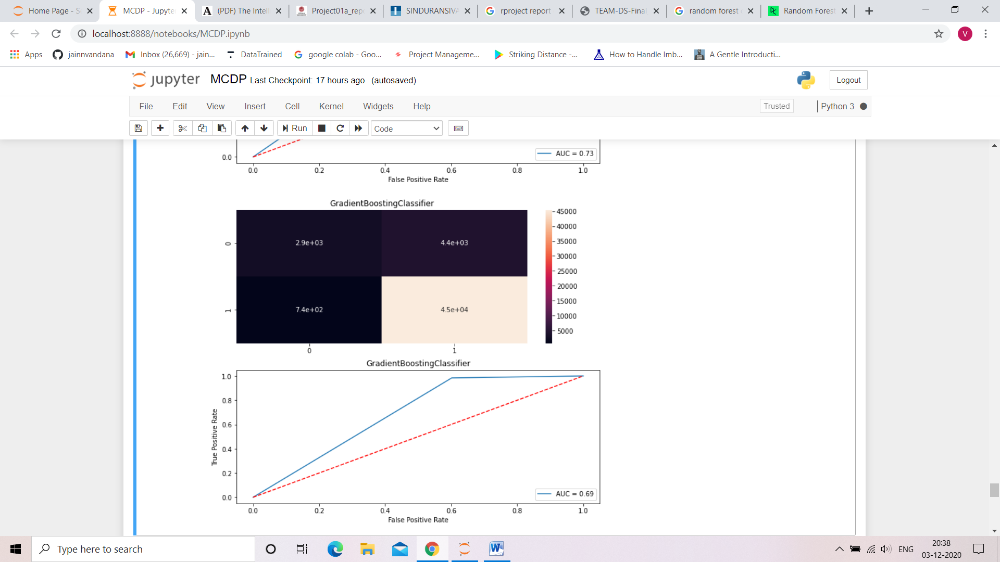 Home Page - S
MCDP - Jupyte
(PDF) The Intell
Project01a_repo
SINDURANSIVA
rproject report
TEAM-DS-Final
random forest
Random Forest
localhost:8888/notebooks/MCDP.ipynb
V
Apps
jainnvandana
Inbox (26,669) - jain...
DataTrained
google colab - Goo...
Project Manageme...
Striking Distance -...
How to Handle Imb...
A Gentle Introducti...
jupyter
MCDP Last Checkpoint: 17 hours ago (autosaved)
Logout
File Edit View Insert Cell Kernel Widgets Help
Trusted
Python 3
Run
Code
0.0
AUC = 0.73
0.0 0.2 0.4 0.6 0.8 1.0
False Positive Rate
GradientBoostingClassifier
0
2.9e+03 4.4e+03
1
7.4e+02 4.5e+04
0 1
45000
40000
35000
30000
25000
20000
15000
10000
5000
GradientBoostingClassifier
True Positive Rate
1.0
0.8
0.6
0.4
0.2
0.0
AUC = 0.69
0.0 0.2 0.4 0.6 0.8 1.0
False Positive Rate
Type here to search
ENG
20:38
03-12-2020